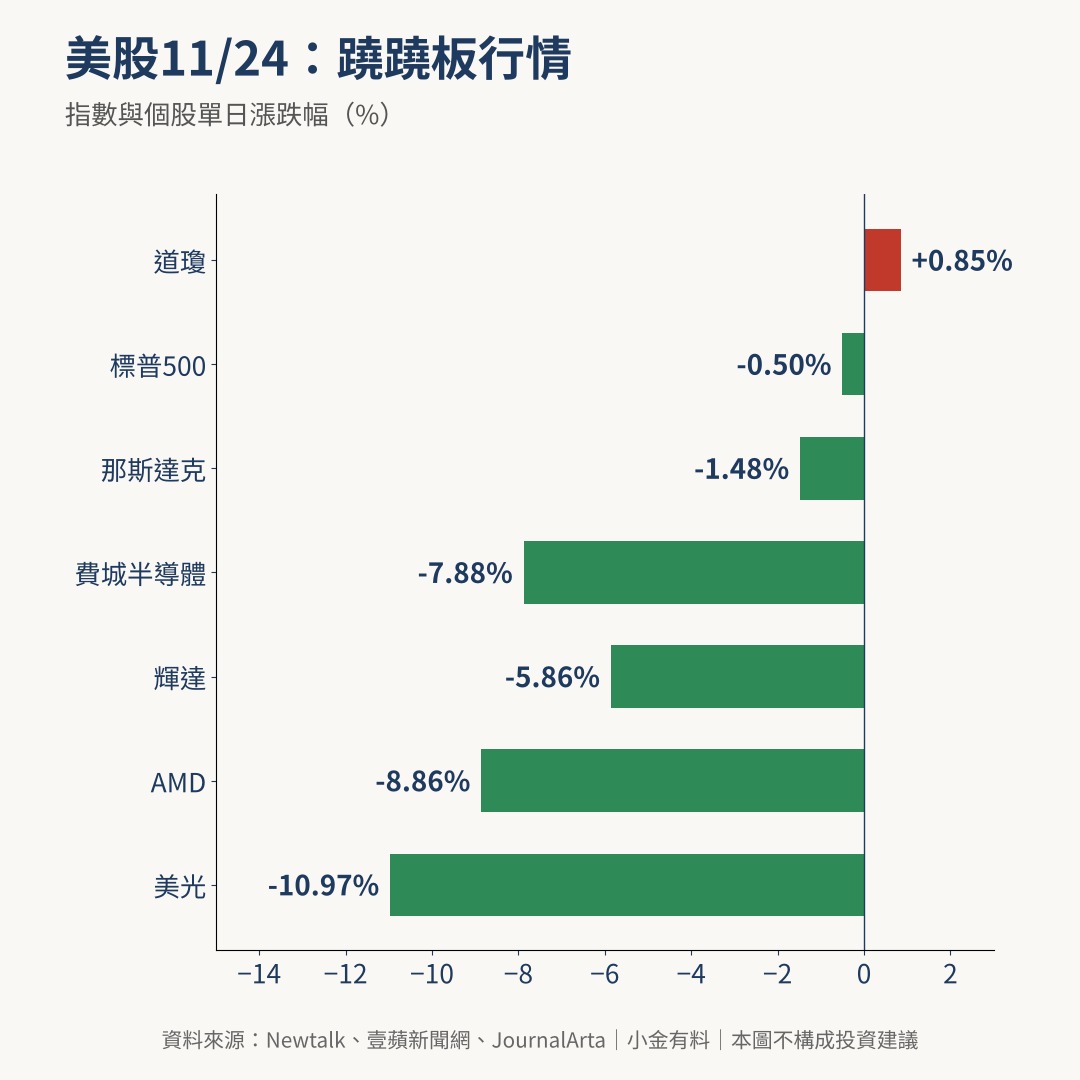 美股11/24：蹺蹺板行情
指數與個股單日漲跌幅（%）
道瓊
+0.85%
標普500
-0.50%
那斯達克
-1.48%
費城半導體
-7.88%
輝達
-5.86%
AMD
-8.86%
美光
-10.97%
−14 −12 −10 −8 −6 −4 −2 0 2
資料來源：Newtalk、壹蘋新聞網、JournalArta｜小金有料｜本圖不構成投資建議